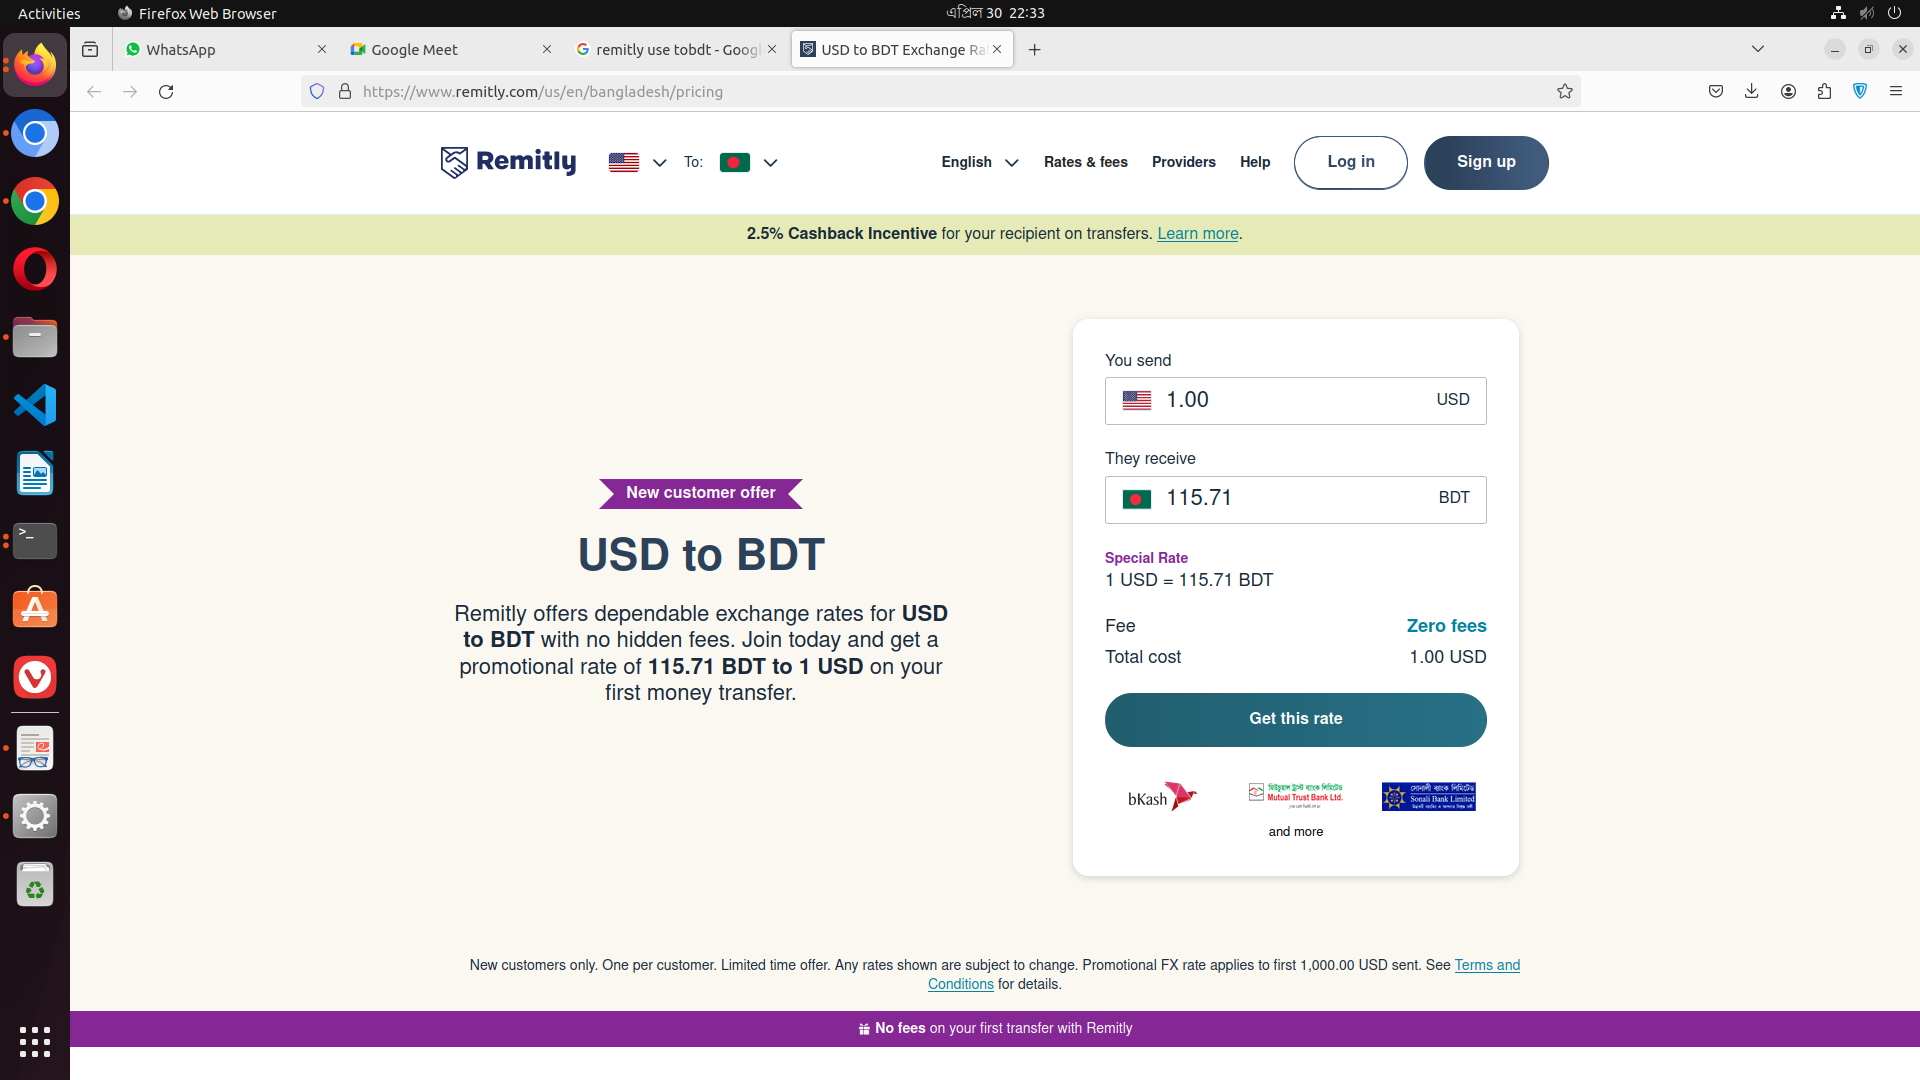 Activities
Firefox Web Browser
এপ্রিল 30 22:33
WhatsApp
Google Meet
remitly use tobdt - Goog
USD to BDT Exchange Ra
https://www.remitly.com/us/en/bangladesh/pricing
Remitly
To:
English
Rates & fees
Providers
Help
Log in
Sign up
2.5% Cashback Incentive for your recipient on transfers. Learn more.
New customer offer
USD to BDT
Remitly offers dependable exchange rates for USD
to BDT with no hidden fees. Join today and get a
promotional rate of 115.71 BDT to 1 USD on your
first money transfer.
You send
1.00 USD
They receive
115.71 BDT
Special Rate
1 USD = 115.71 BDT
Fee Zero fees
Total cost 1.00 USD
Get this rate
bKash
মিউচুয়াল ট্রাস্ট ব্যাংক লিমিটেড
Mutual Trust Bank Ltd.
you can bank on us
সোনালী ব্যাংক লিমিটেড
Sonali Bank Limited
and more
New customers only. One per customer. Limited time offer. Any rates shown are subject to change. Promotional FX rate applies to first 1,000.00 USD sent. See Terms and
Conditions for details.
No fees on your first transfer with Remitly